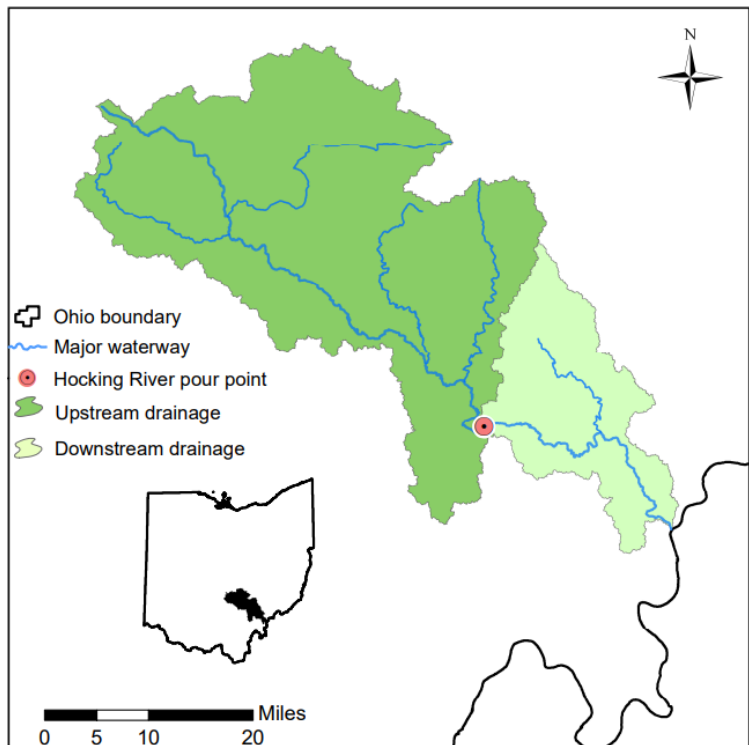 N
Ohio boundary
Major waterway
Hocking River pour point
Upstream drainage
Downstream drainage
Miles
0 5 10 20